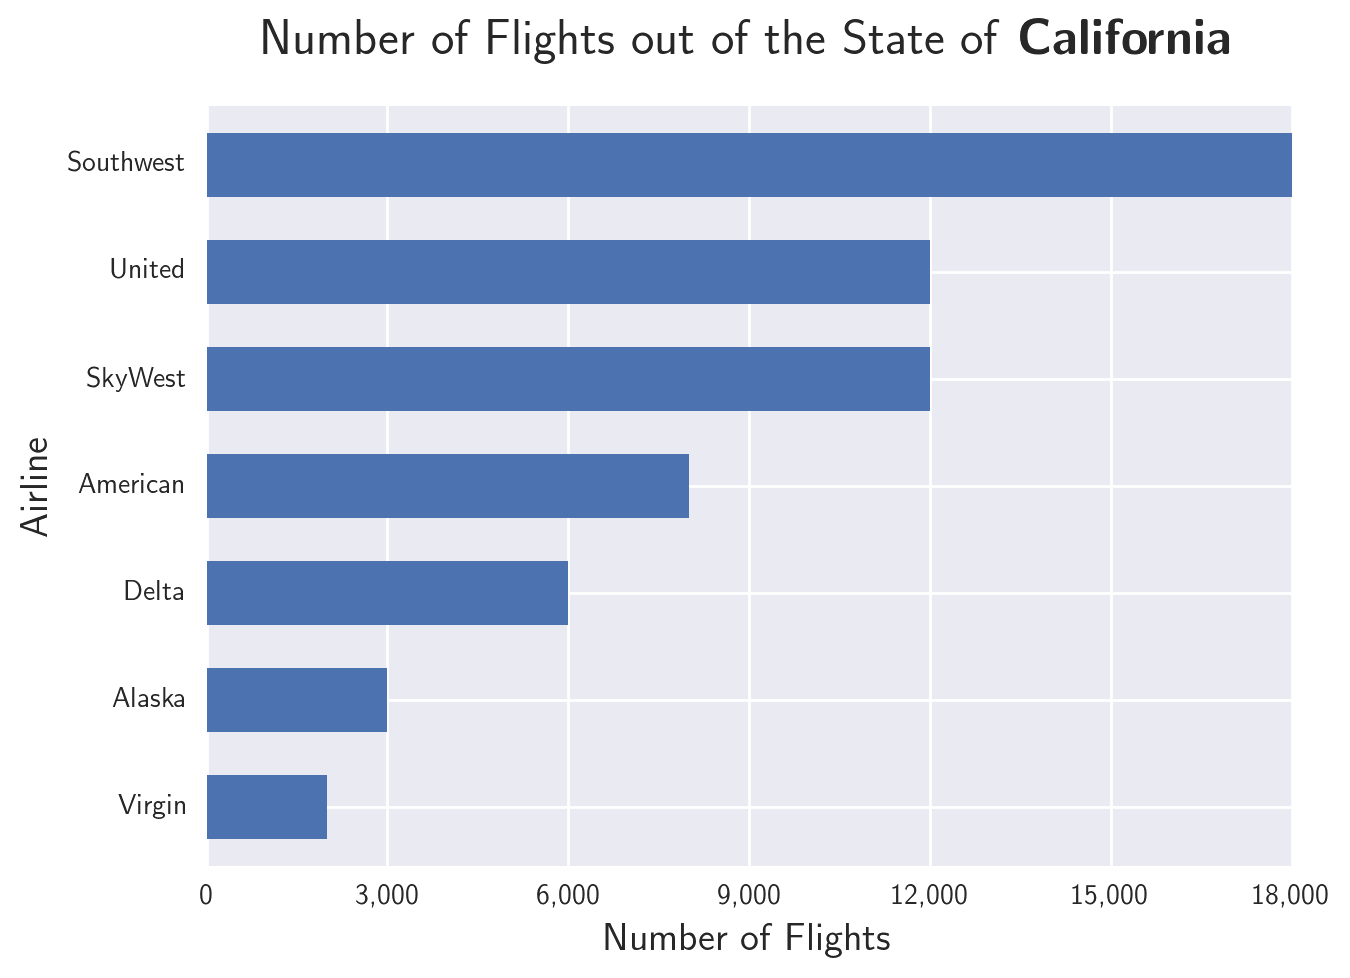 Number of Flights out of the State of California
Southwest
United
SkyWest
American
Delta
Alaska
Virgin
Airline
0 3,000 6,000 9,000 12,000 15,000 18,000
Number of Flights